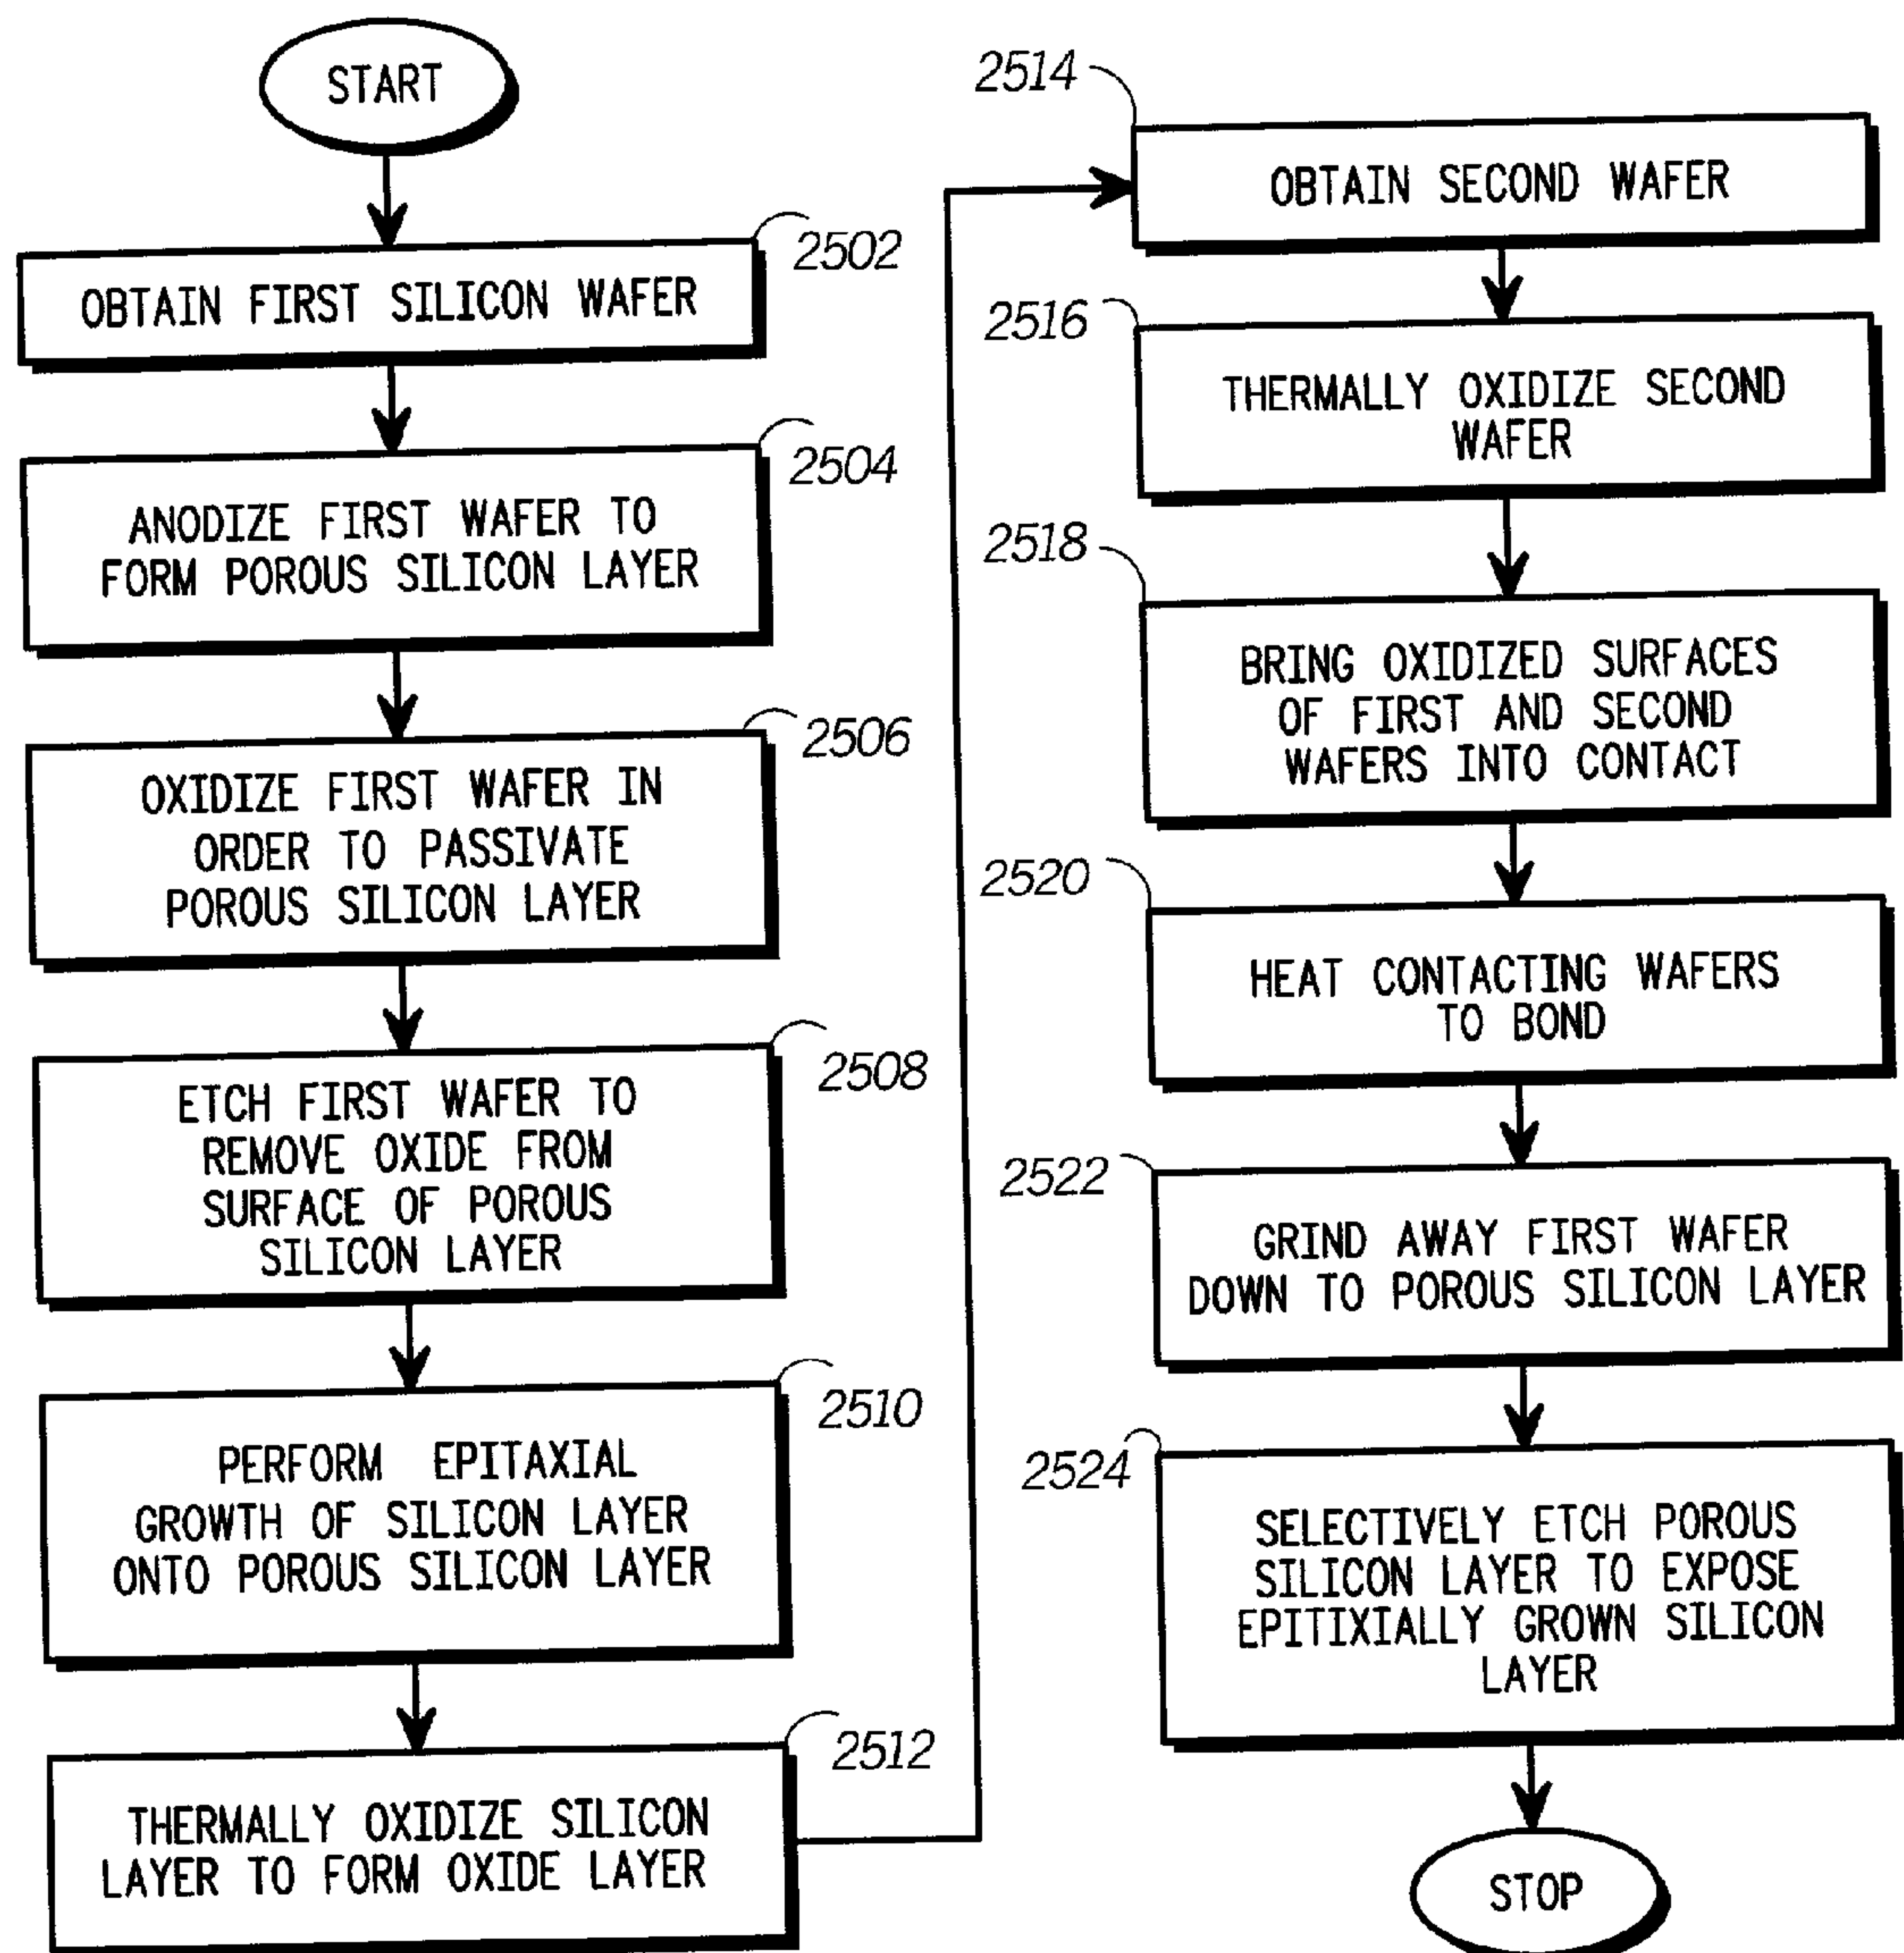 START
2502
OBTAIN FIRST SILICON WAFER
2504
ANODIZE FIRST WAFER TO
FORM POROUS SILICON LAYER
2506
OXIDIZE FIRST WAFER IN
ORDER TO PASSIVATE
POROUS SILICON LAYER
2508
ETCH FIRST WAFER TO
REMOVE OXIDE FROM
SURFACE OF POROUS
SILICON LAYER
2510
PERFORM EPITAXIAL
GROWTH OF SILICON LAYER
ONTO POROUS SILICON LAYER
2512
THERMALLY OXIDIZE SILICON
LAYER TO FORM OXIDE LAYER
2514
OBTAIN SECOND WAFER
2516
THERMALLY OXIDIZE SECOND
WAFER
2518
BRING OXIDIZED SURFACES
OF FIRST AND SECOND
WAFERS INTO CONTACT
2520
HEAT CONTACTING WAFERS
TO BOND
2522
GRIND AWAY FIRST WAFER
DOWN TO POROUS SILICON LAYER
2524
SELECTIVELY ETCH POROUS
SILICON LAYER TO EXPOSE
EPITIXIALLY GROWN SILICON
LAYER
STOP